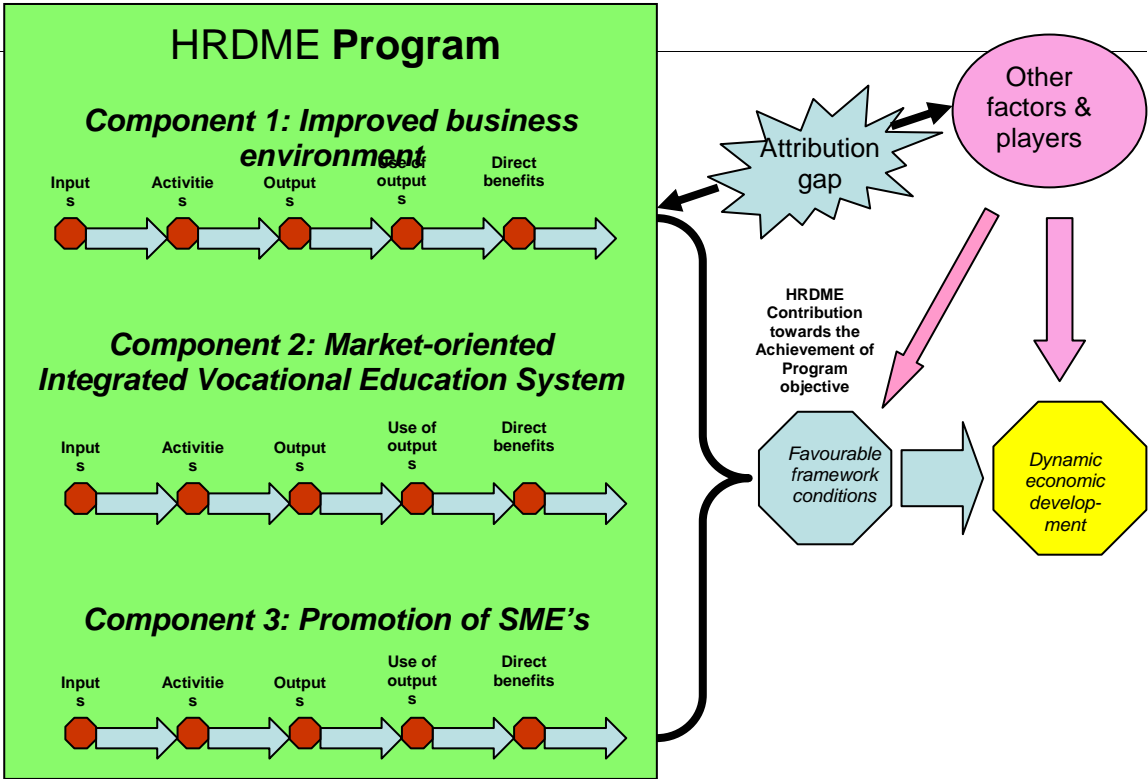 HRDME Program
Component 1: Improved business
environment
Input
s
Activitie
s
Output
s
Use of
output
s
Direct
benefits
Component 2: Market-oriented
Integrated Vocational Education System
Input
s
Activitie
s
Output
s
Use of
output
s
Direct
benefits
Component 3: Promotion of SME's
Input
s
Activitie
s
Output
s
Use of
output
s
Direct
benefits
Attribution
gap
Other
factors &
players
HRDME
Contribution
towards the
Achievement of
Program
objective
Favourable
framework
conditions
Dynamic
economic
develop-
ment